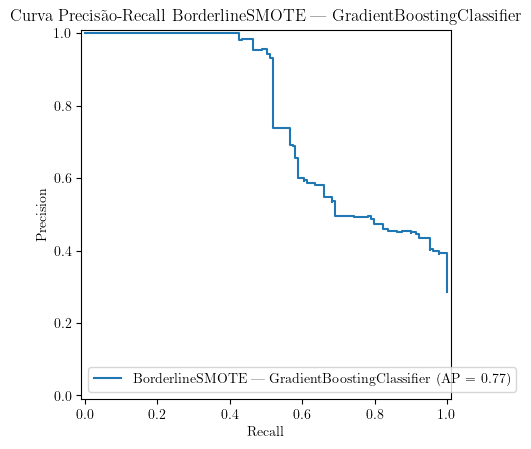 Curva Precisão-Recall BorderlineSMOTE — GradientBoostingClassifier
1.0
0.8
0.6
0.4
0.2
0.0
Precision
BorderlineSMOTE — GradientBoostingClassifier (AP = 0.77)
0.0 0.2 0.4 0.6 0.8 1.0
Recall